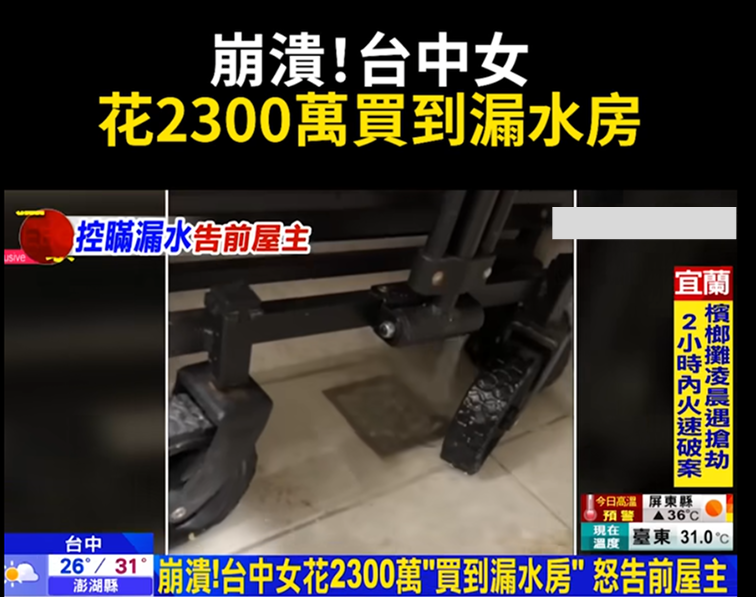 崩潰!台中女
花2300萬買到漏水房
控瞞漏水告前屋主
usive
宜蘭
檳榔攤凌晨遇搶劫
2小時內火速破案
今日高溫
預警
屏東縣
▲36℃
現在
溫度
臺東 31.0℃
台中
26°/31°
澎湖縣
崩潰!台中女花2300萬"買到漏水房" 怒告前屋主